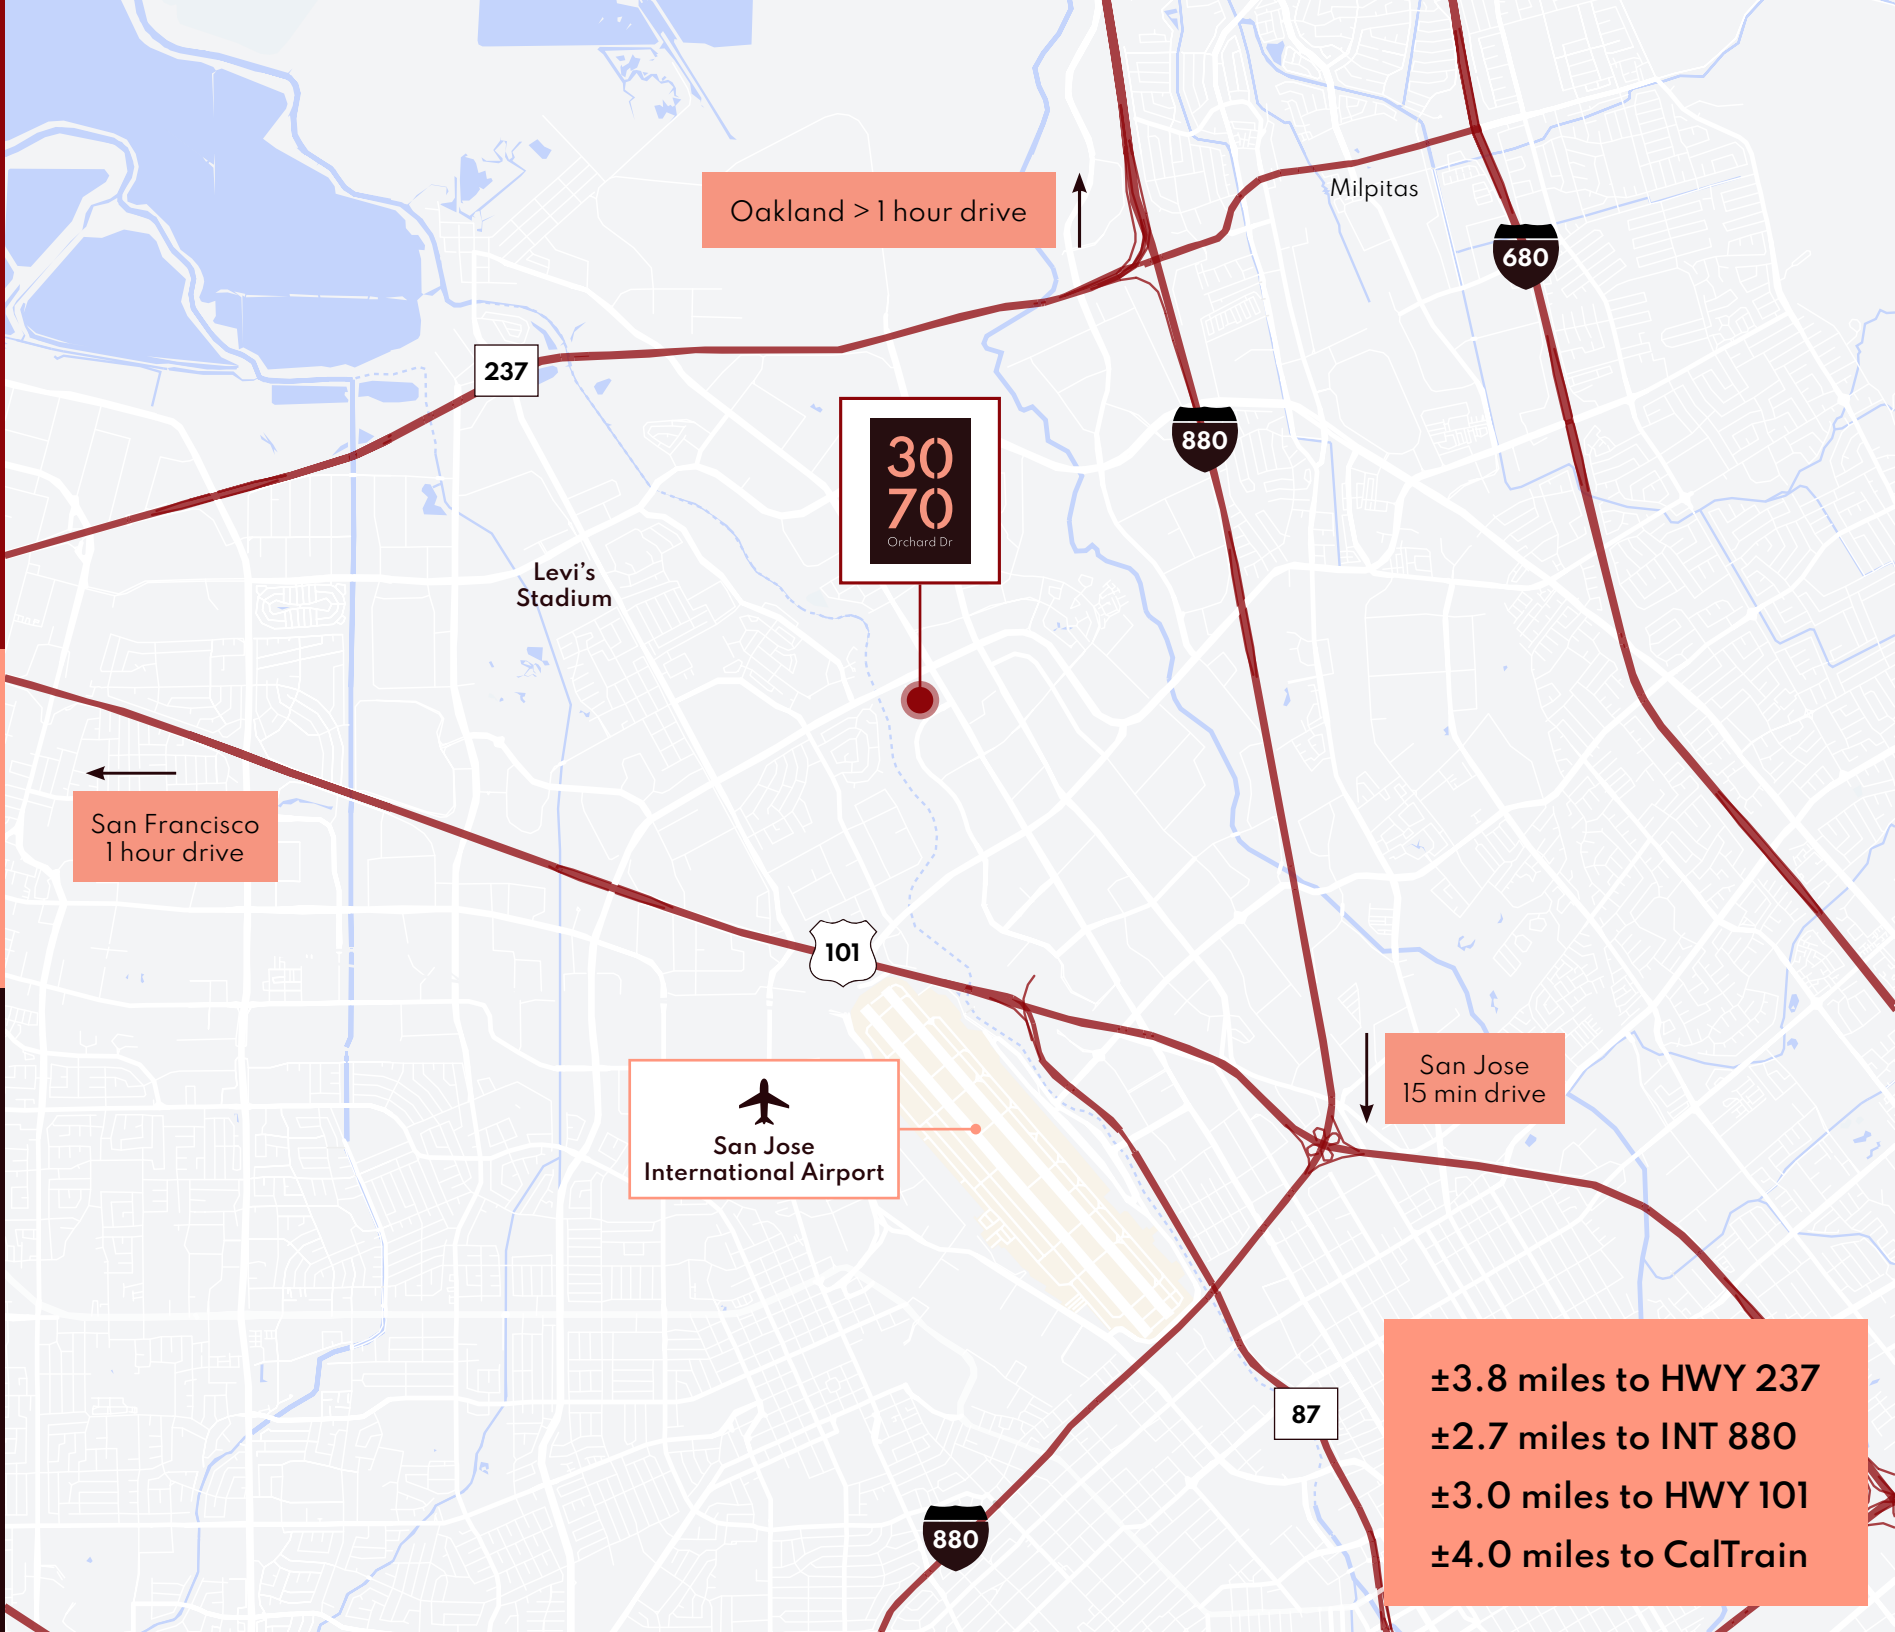 Oakland > 1 hour drive
Milpitas
680
237
880
30
70
Orchard Dr
Levi’s
Stadium
San Francisco
1 hour drive
101
San Jose
15 min drive
San Jose
International Airport
87
880
±3.8 miles to HWY 237
±2.7 miles to INT 880
±3.0 miles to HWY 101
±4.0 miles to CalTrain